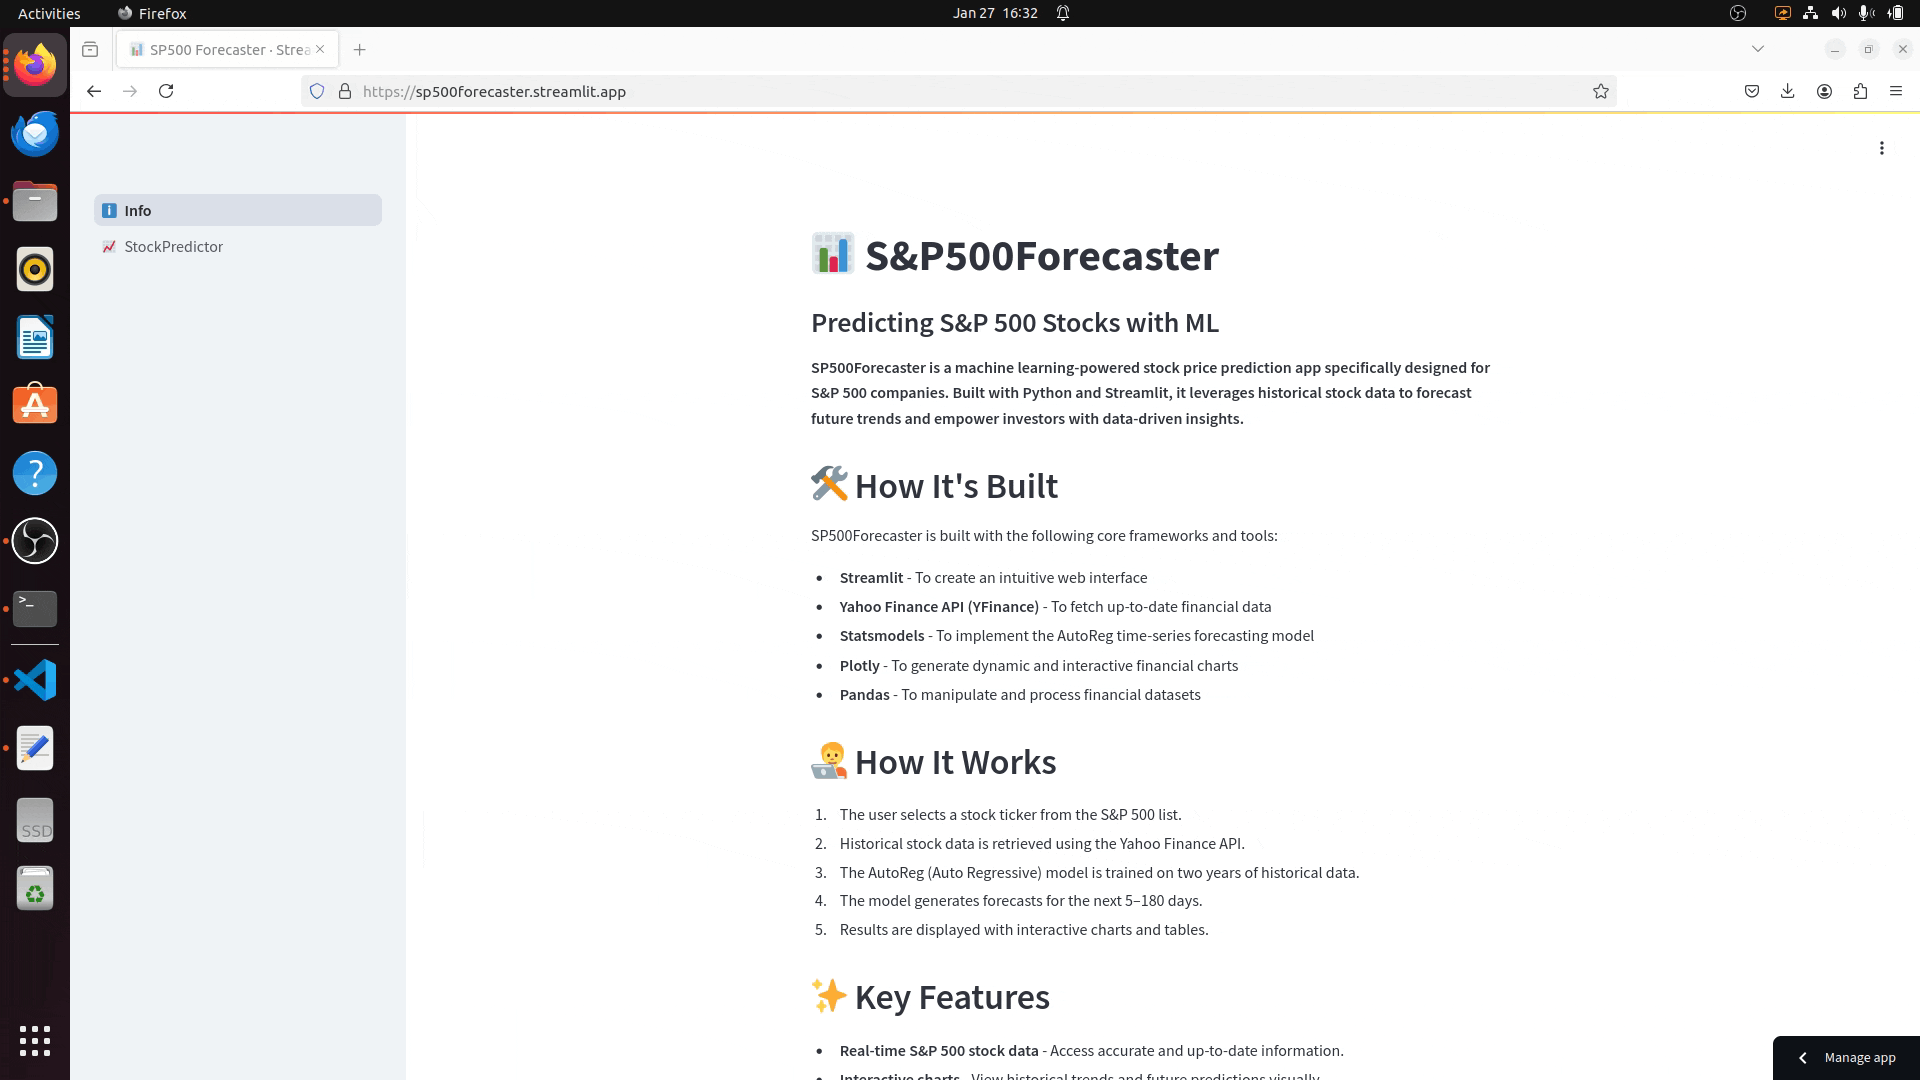 Activities
Firefox
Jan 27 16:32
SP500 Forecaster · Strea
https://sp500forecaster.streamlit.app
Info
StockPredictor
S&P500Forecaster
Predicting S&P 500 Stocks with ML
SP500Forecaster is a machine learning-powered stock price prediction app specifically designed for
S&P 500 companies. Built with Python and Streamlit, it leverages historical stock data to forecast
future trends and empower investors with data-driven insights.
How It's Built
SP500Forecaster is built with the following core frameworks and tools:
• Streamlit - To create an intuitive web interface
• Yahoo Finance API (YFinance) - To fetch up-to-date financial data
• Statsmodels - To implement the AutoReg time-series forecasting model
• Plotly - To generate dynamic and interactive financial charts
• Pandas - To manipulate and process financial datasets
How It Works
1. The user selects a stock ticker from the S&P 500 list.
2. Historical stock data is retrieved using the Yahoo Finance API.
3. The AutoReg (Auto Regressive) model is trained on two years of historical data.
4. The model generates forecasts for the next 5–180 days.
5. Results are displayed with interactive charts and tables.
Key Features
• Real-time S&P 500 stock data - Access accurate and up-to-date information.
• Interactive charts - View historical trends and future predictions visually.
Manage app
SSD